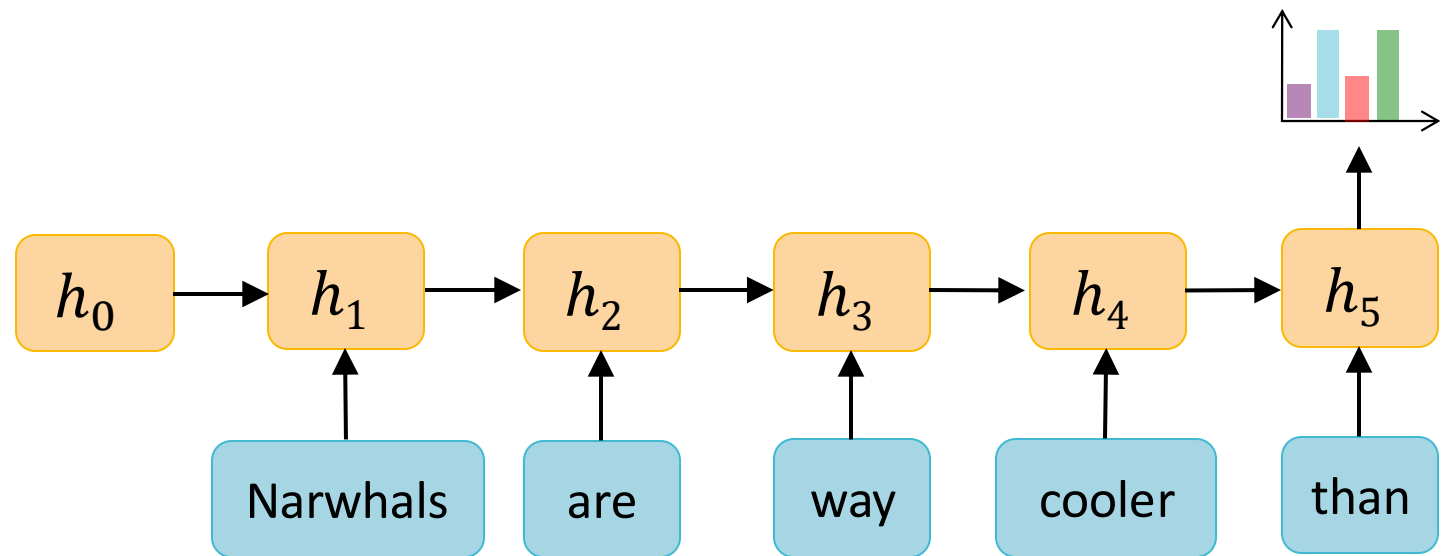 h₀ h₁ h₂ h₃ h₄ h₅
Narwhals are way cooler than